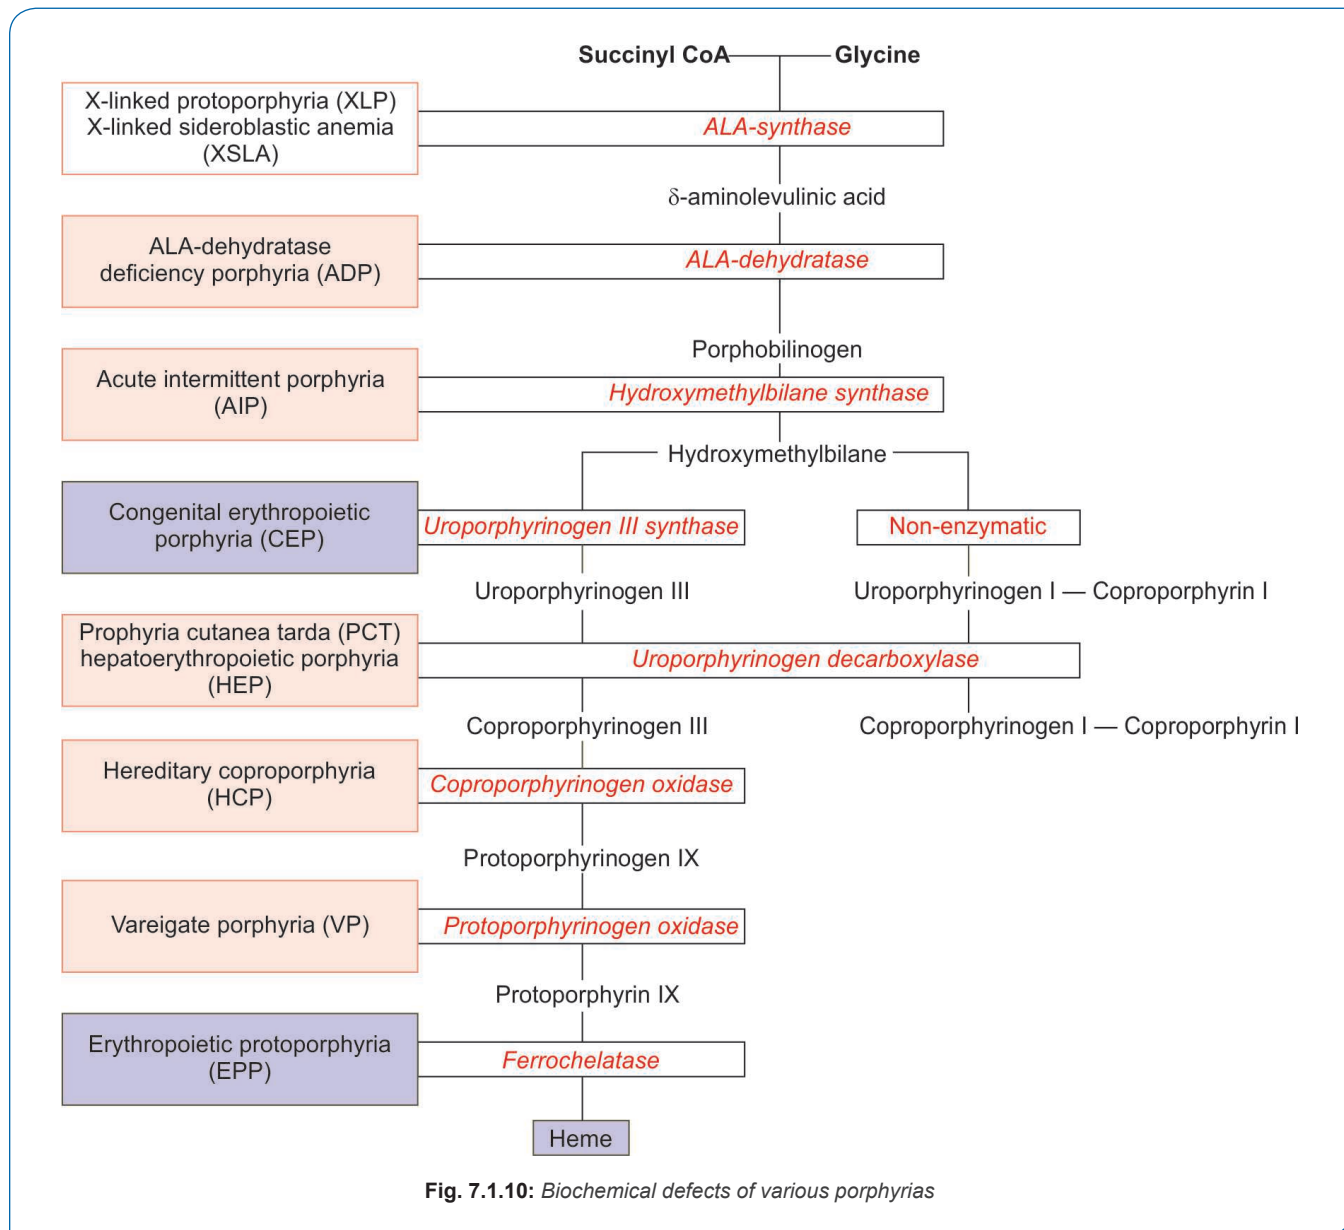 Succinyl CoA Glycine
X-linked protoporphyria (XLP)
X-linked sideroblastic anemia
(XSLA)
ALA-synthase
δ-aminolevulinic acid
ALA-dehydratase
deficiency porphyria (ADP)
ALA-dehydratase
Porphobilinogen
Acute intermittent porphyria
(AIP)
Hydroxymethylbilane synthase
Hydroxymethylbilane
Congenital erythropoietic
porphyria (CEP)
Uroporphyrinogen III synthase
Non-enzymatic
Uroporphyrinogen III
Uroporphyrinogen I — Coproporphyrin I
Prophyria cutanea tarda (PCT)
hepatoerythropoietic porphyria
(HEP)
Uroporphyrinogen decarboxylase
Coproporphyrinogen III
Coproporphyrinogen I — Coproporphyrin I
Hereditary coproporphyria
(HCP)
Coproporphyrinogen oxidase
Protoporphyrinogen IX
Vareigate porphyria (VP)
Protoporphyrinogen oxidase
Protoporphyrin IX
Erythropoietic protoporphyria
(EPP)
Ferrochelatase
Heme
Fig. 7.1.10: Biochemical defects of various porphyrias